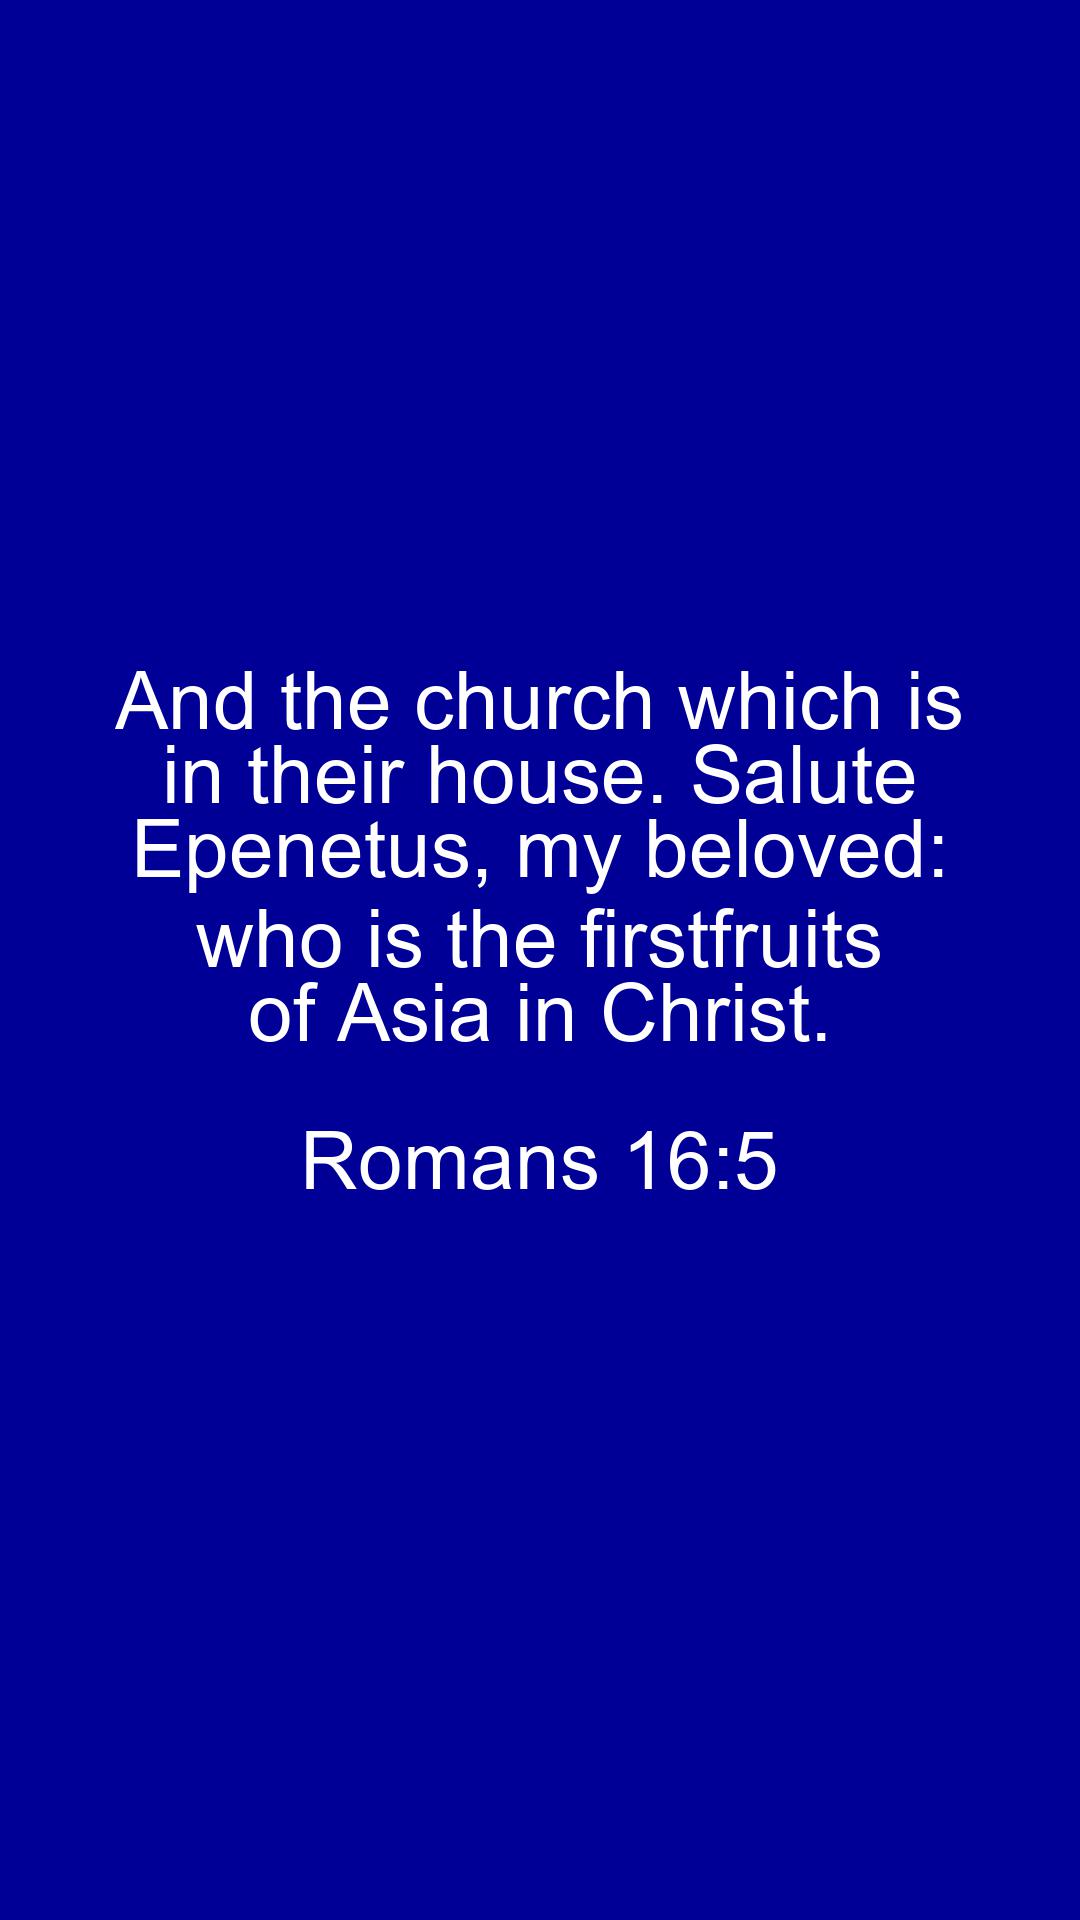 And the church which is
in their house. Salute
Epenetus, my beloved:
who is the firstfruits
of Asia in Christ.
Romans 16:5